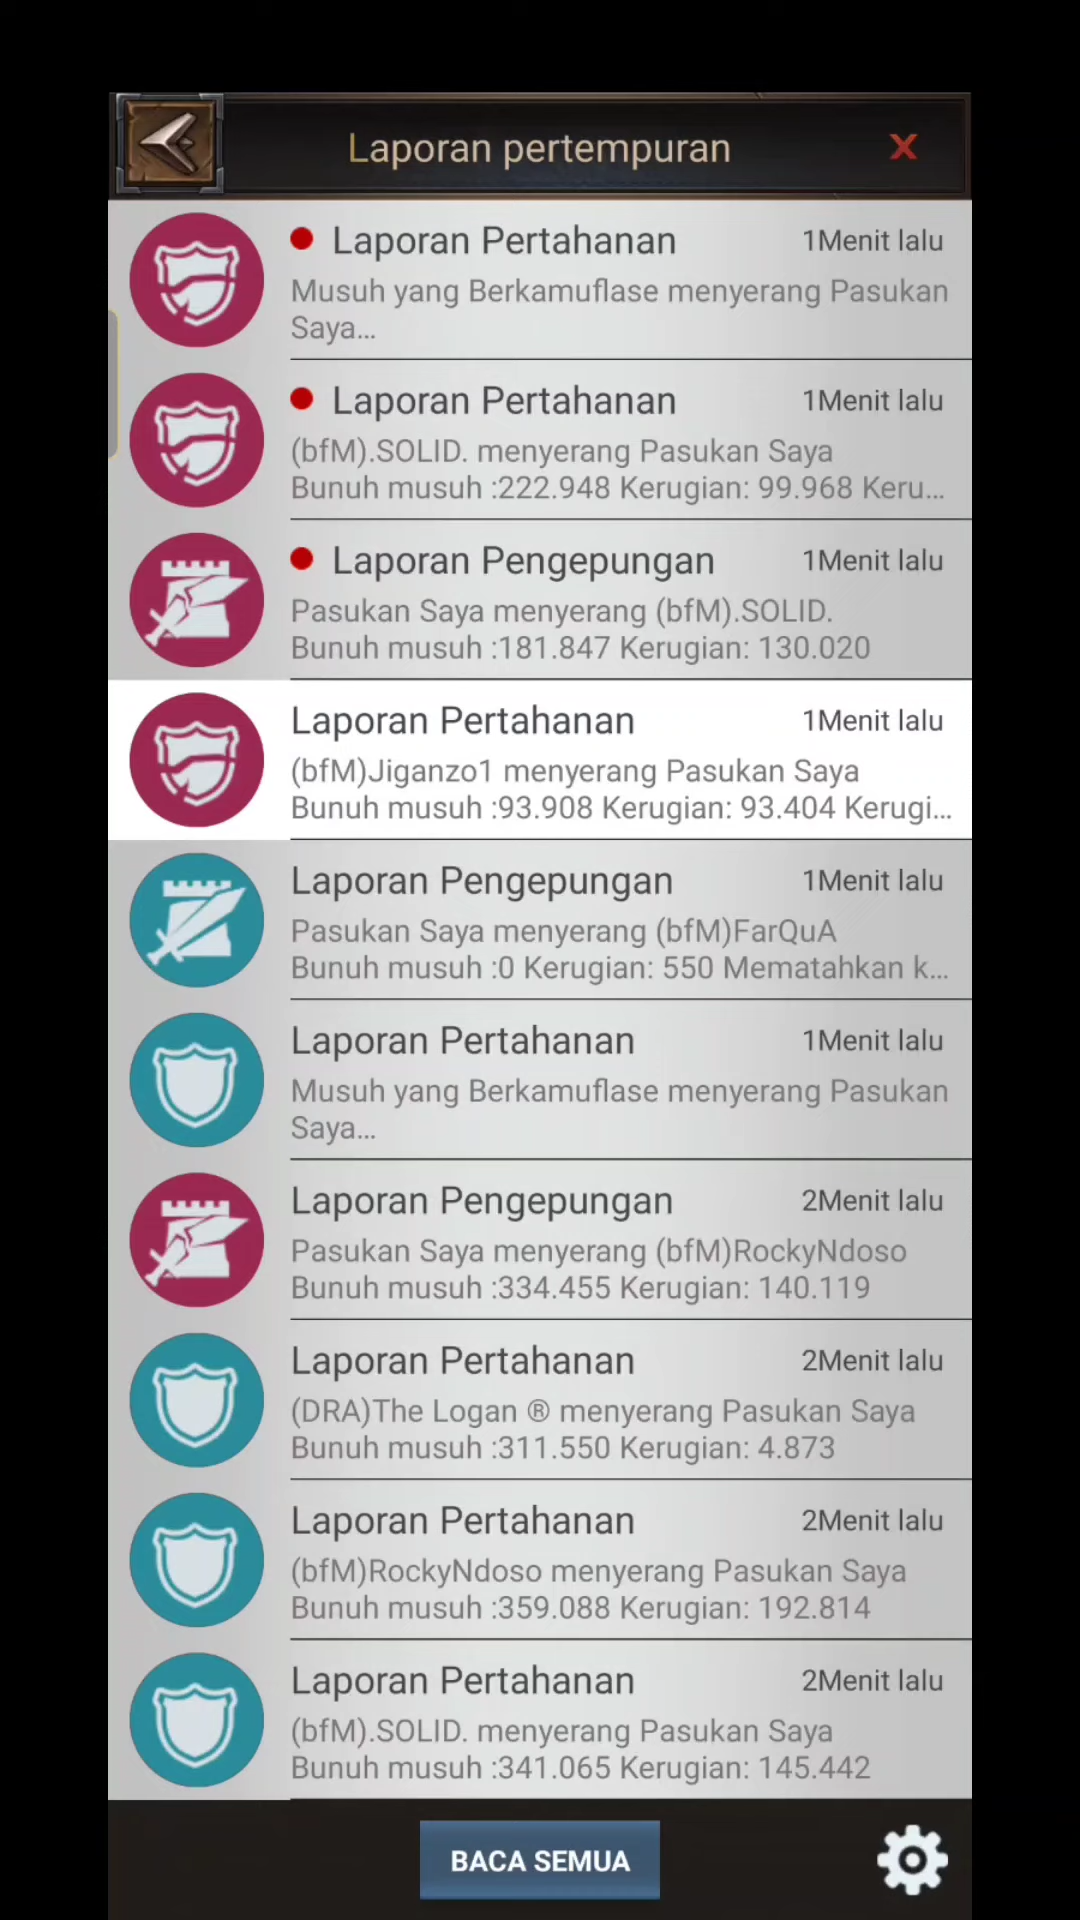 Laporan pertempuran
X
Laporan Pertahanan
1Menit lalu
Musuh yang Berkamuflase menyerang Pasukan
Saya...
Laporan Pertahanan
1Menit lalu
(bfM).SOLID. menyerang Pasukan Saya
Bunuh musuh :222.948 Kerugian: 99.968 Keru...
Laporan Pengepungan
1Menit lalu
Pasukan Saya menyerang (bfM).SOLID.
Bunuh musuh :181.847 Kerugian: 130.020
Laporan Pertahanan
1Menit lalu
(bfM)Jiganzo1 menyerang Pasukan Saya
Bunuh musuh :93.908 Kerugian: 93.404 Kerugi...
Laporan Pengepungan
1Menit lalu
Pasukan Saya menyerang (bfM)FarQuA
Bunuh musuh :0 Kerugian: 550 Mematahkan k...
Laporan Pertahanan
1Menit lalu
Musuh yang Berkamuflase menyerang Pasukan
Saya...
Laporan Pengepungan
2Menit lalu
Pasukan Saya menyerang (bfM)RockyNdoso
Bunuh musuh :334.455 Kerugian: 140.119
Laporan Pertahanan
2Menit lalu
(DRA)The Logan ® menyerang Pasukan Saya
Bunuh musuh :311.550 Kerugian: 4.873
Laporan Pertahanan
2Menit lalu
(bfM)RockyNdoso menyerang Pasukan Saya
Bunuh musuh :359.088 Kerugian: 192.814
Laporan Pertahanan
2Menit lalu
(bfM).SOLID. menyerang Pasukan Saya
Bunuh musuh :341.065 Kerugian: 145.442
BACA SEMUA